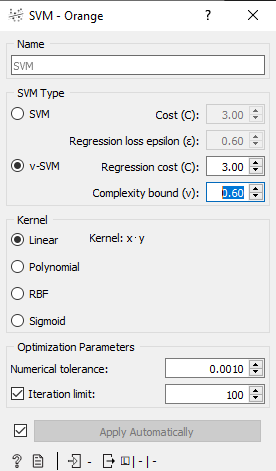 SVM - Orange ? ×
Name
SVM
SVM Type
SVM Cost (C): 3.00
Regression loss epsilon (ε): 0.60
ν-SVM Regression cost (C): 3.00
Complexity bound (ν): 0.60
Kernel
Linear Kernel: x·y
Polynomial
RBF
Sigmoid
Optimization Parameters
Numerical tolerance: 0.0010
Iteration limit: 100
Apply Automatically
? - | - | -